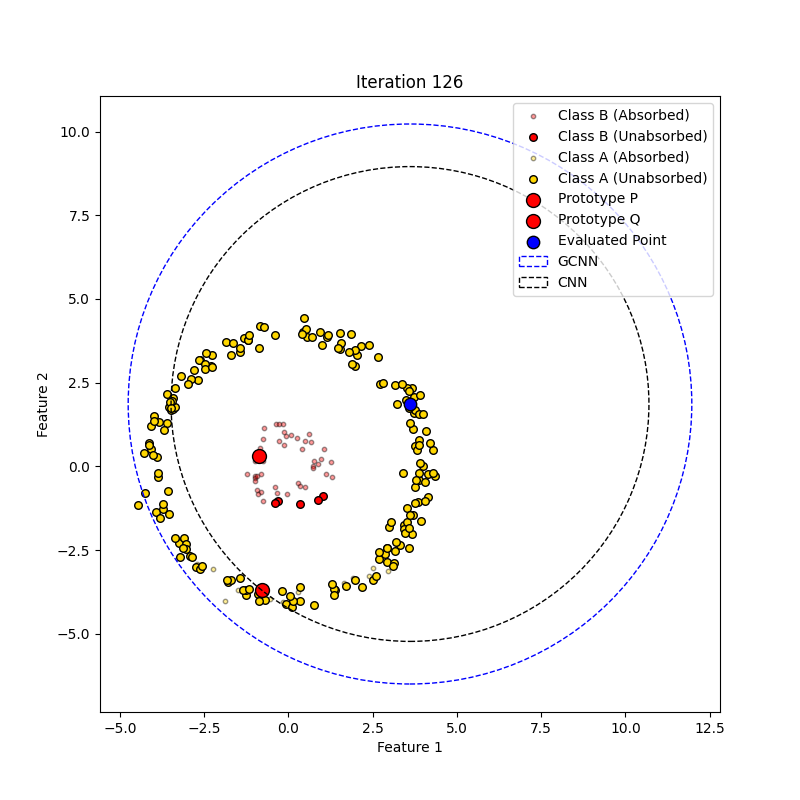 Iteration 126
Class B (Absorbed)
Class B (Unabsorbed)
Class A (Absorbed)
Class A (Unabsorbed)
Prototype P
Prototype Q
Evaluated Point
GCNN
CNN
10.0
7.5
5.0
2.5
0.0
−2.5
−5.0
Feature 2
−5.0 −2.5 0.0 2.5 5.0 7.5 10.0 12.5
Feature 1